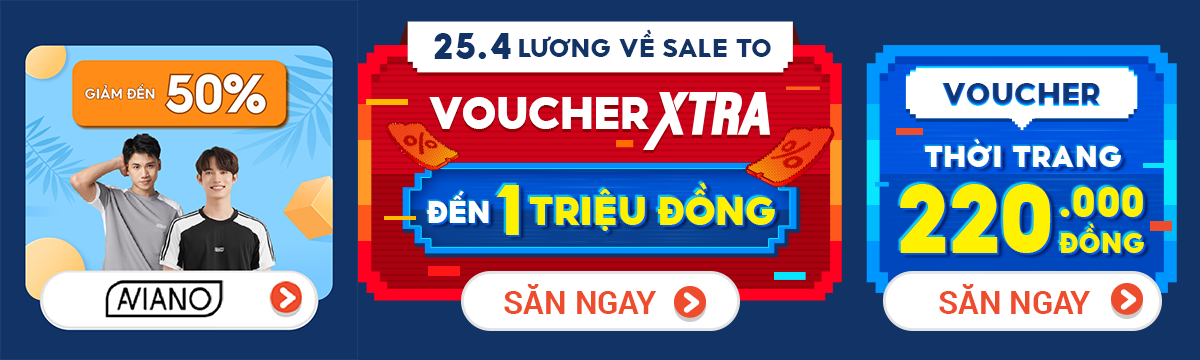 GIẢM ĐẾN 50%
AVIANO
25.4 LƯƠNG VỀ SALE TO
VOUCHER XTRA
ĐẾN 1 TRIỆU ĐỒNG
SĂN NGAY
VOUCHER
THỜI TRANG
220.000
ĐỒNG
SĂN NGAY